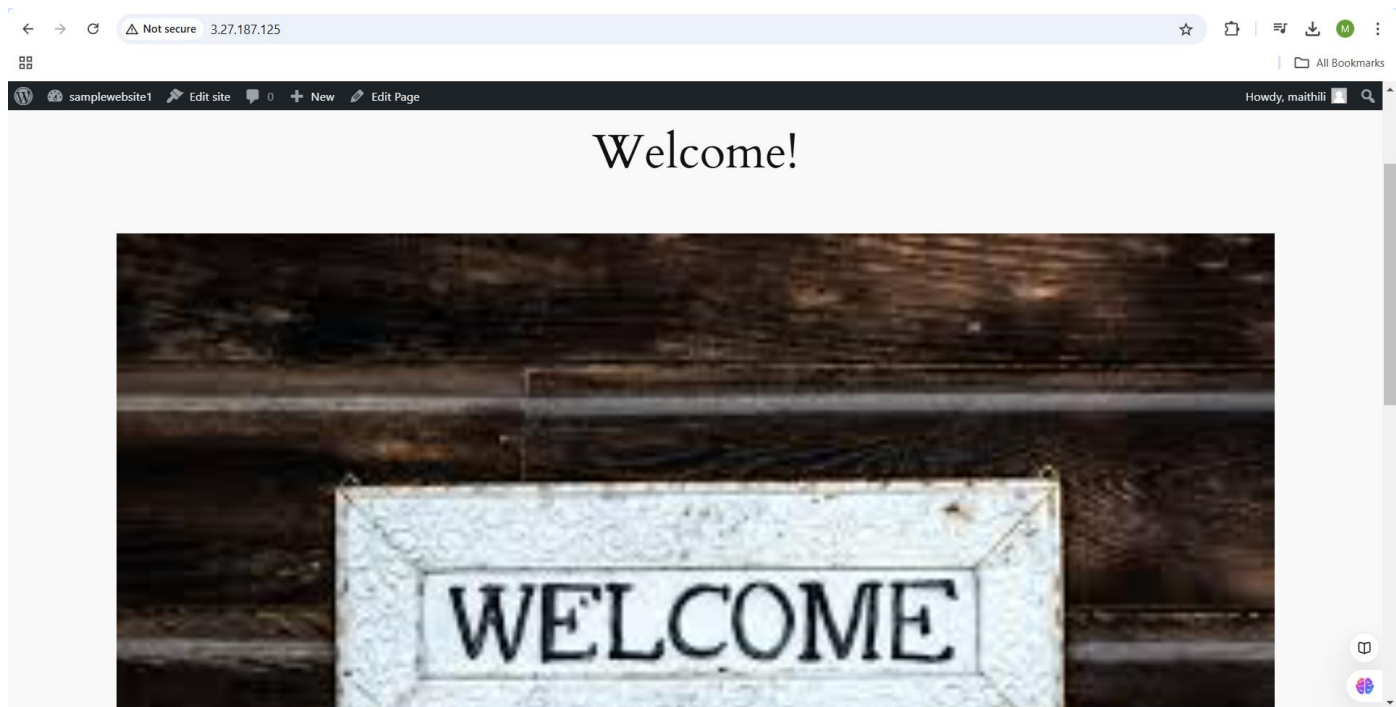 Not secure 3.27.187.125
All Bookmarks
samplewebsite1 Edit site 0 New Edit Page Howdy, maithili
Welcome!
WELCOME
M